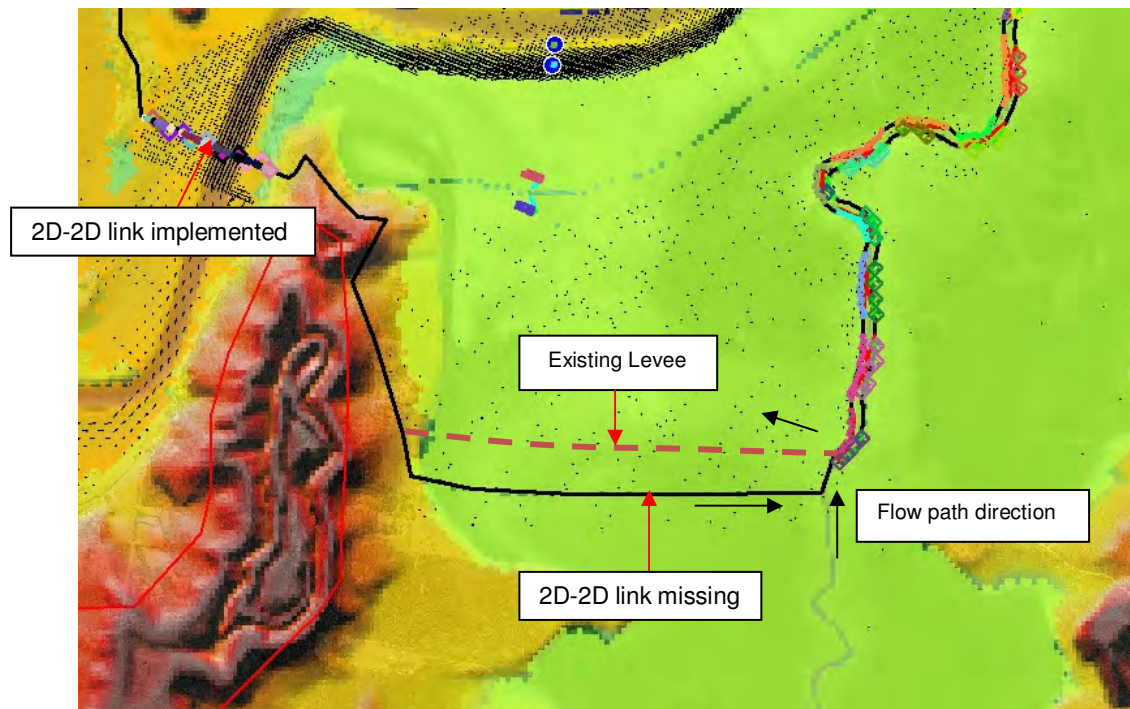 2D-2D link implemented
Existing Levee
Flow path direction
2D-2D link missing